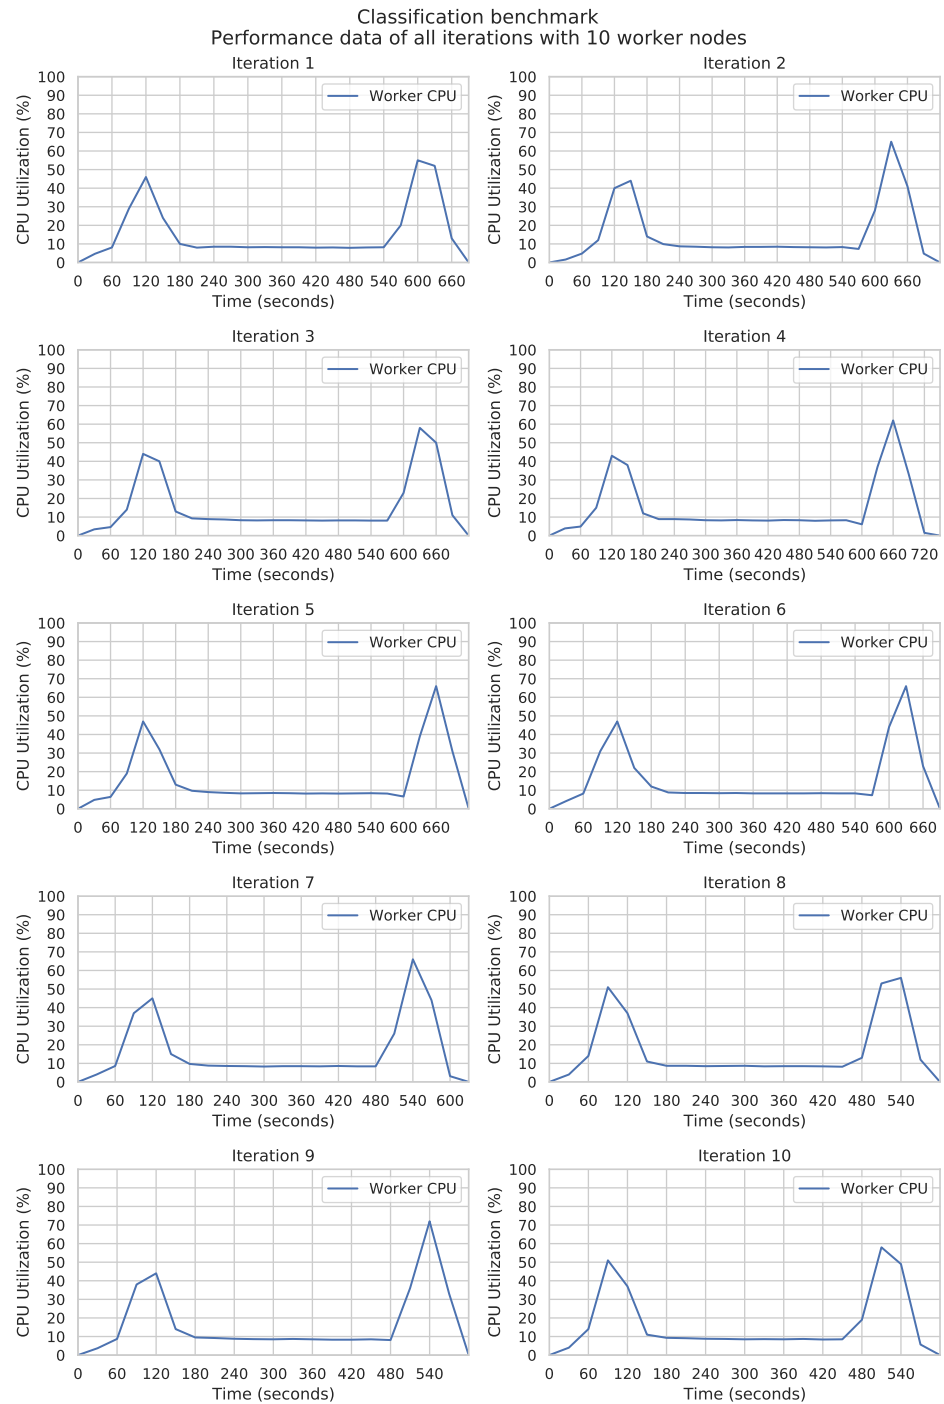 Classification benchmark
Performance data of all iterations with 10 worker nodes
Iteration 1
100
90
80
70
60
50
40
30
20
10
0
CPU Utilization (%)
Worker CPU
0 60 120 180 240 300 360 420 480 540 600 660
Time (seconds)
Iteration 2
100
90
80
70
60
50
40
30
20
10
0
CPU Utilization (%)
Worker CPU
0 60 120 180 240 300 360 420 480 540 600 660
Time (seconds)
Iteration 3
100
90
80
70
60
50
40
30
20
10
0
CPU Utilization (%)
Worker CPU
0 60 120 180 240 300 360 420 480 540 600 660
Time (seconds)
Iteration 4
100
90
80
70
60
50
40
30
20
10
0
CPU Utilization (%)
Worker CPU
0 60 120 180 240 300 360 420 480 540 600 660 720
Time (seconds)
Iteration 5
100
90
80
70
60
50
40
30
20
10
0
CPU Utilization (%)
Worker CPU
0 60 120 180 240 300 360 420 480 540 600 660
Time (seconds)
Iteration 6
100
90
80
70
60
50
40
30
20
10
0
CPU Utilization (%)
Worker CPU
0 60 120 180 240 300 360 420 480 540 600 660
Time (seconds)
Iteration 7
100
90
80
70
60
50
40
30
20
10
0
CPU Utilization (%)
Worker CPU
0 60 120 180 240 300 360 420 480 540 600
Time (seconds)
Iteration 8
100
90
80
70
60
50
40
30
20
10
0
CPU Utilization (%)
Worker CPU
0 60 120 180 240 300 360 420 480 540
Time (seconds)
Iteration 9
100
90
80
70
60
50
40
30
20
10
0
CPU Utilization (%)
Worker CPU
0 60 120 180 240 300 360 420 480 540
Time (seconds)
Iteration 10
100
90
80
70
60
50
40
30
20
10
0
CPU Utilization (%)
Worker CPU
0 60 120 180 240 300 360 420 480 540
Time (seconds)